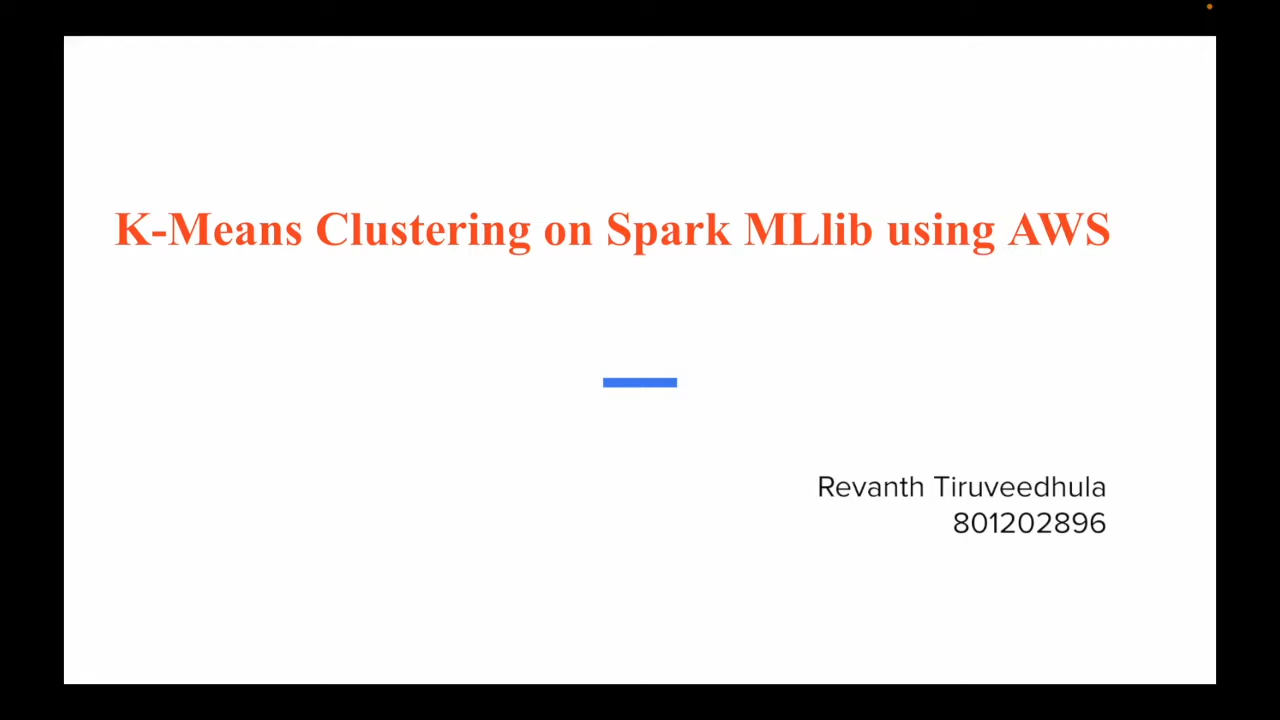 K-Means Clustering on Spark MLlib using AWS
Revanth Tiruveedhula
801202896